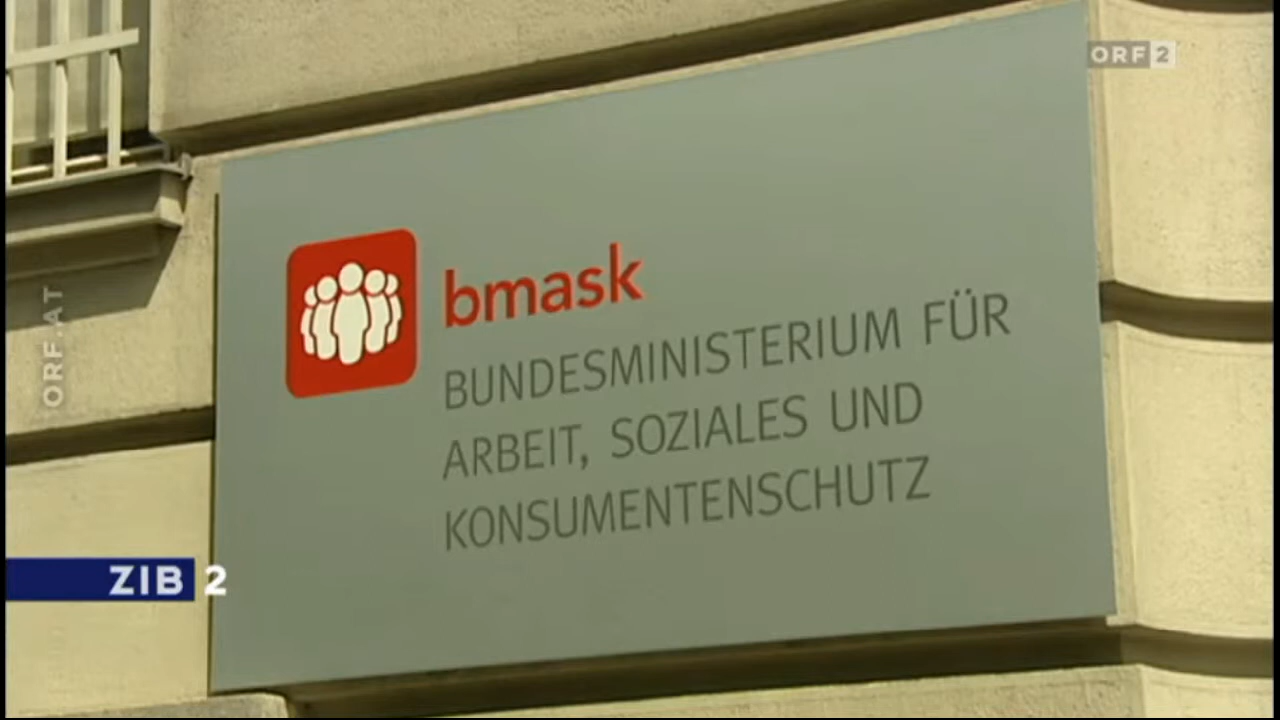 ORF 2
bmask
BUNDESMINISTERIUM FÜR
ARBEIT, SOZIALES UND
KONSUMENTENSCHUTZ
ORF.AT
ZIB 2